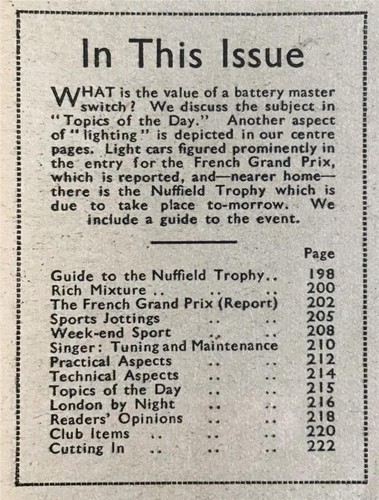 In This Issue
WHAT is the value of a battery master
switch? We discuss the subject in
"Topics of the Day." Another aspect
of "lighting" is depicted in our centre
pages. Light cars figured prominently in
the entry for the French Grand Prix,
which is reported, and—nearer home—
there is the Nuffield Trophy which is
due to take place to-morrow. We
include a guide to the event.
Page
Guide to the Nuffield Trophy.. 198
Rich Mixture .. .. .. 200
The French Grand Prix (Report) 202
Sports Jottings .. .. 205
Week-end Sport .. .. 208
Singer: Tuning and Maintenance 210
Practical Aspects .. .. 212
Technical Aspects .. .. 214
Topics of the Day .. .. 215
London by Night .. .. 216
Readers' Opinions .. .. 218
Club Items .. .. .. 220
Cutting In .. .. .. 222